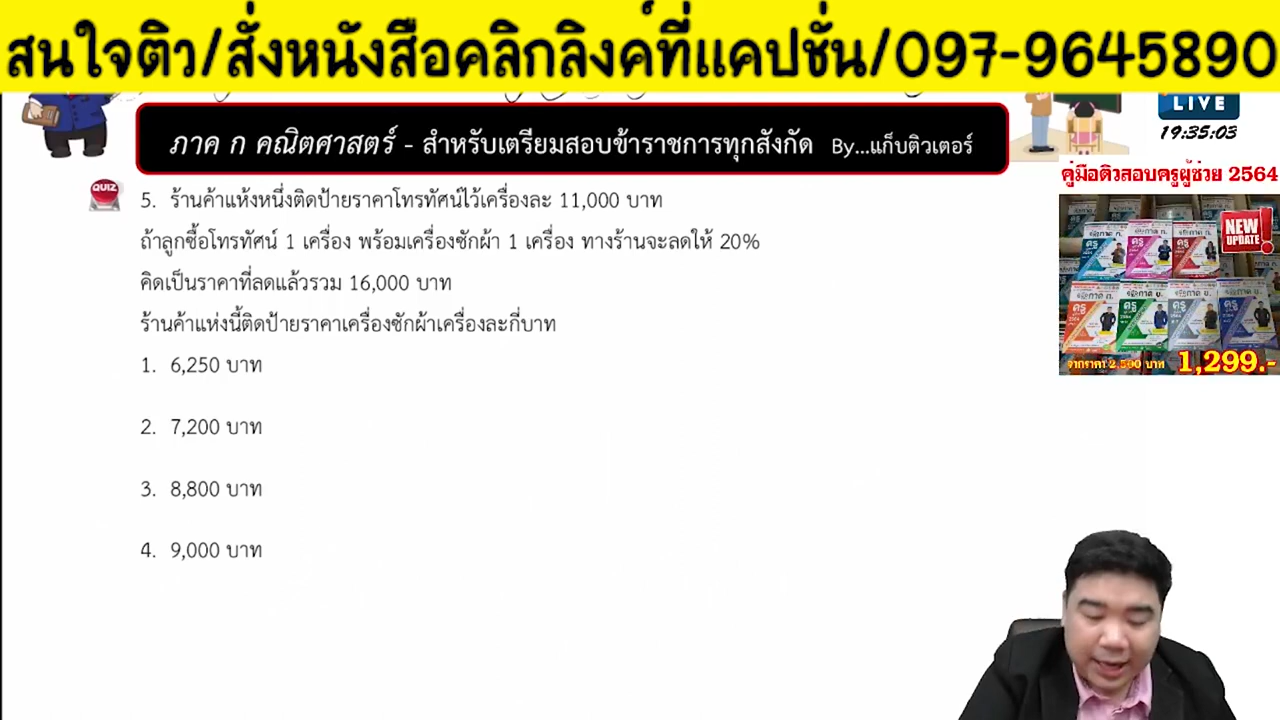 สนใจติว/สั่งหนังสือคลิกลิงค์ที่แคปชั่น/097-9645890
LIVE
19:35:03
ภาค ก คณิตศาสตร์ - สำหรับเตรียมสอบข้าราชการทุกสังกัด By...แก็บติวเตอร์
คู่มือติวสอบครูผู้ช่วย 2564
NEW
UPDATE!
จากราคา 2,500 บาท 1,299.-
QUIZ
5. ร้านค้าแห้งหนึ่งติดป้ายราคาโทรทัศน์ไว้เครื่องละ 11,000 บาท
ถ้าลูกซื้อโทรทัศน์ 1 เครื่อง พร้อมเครื่องซักผ้า 1 เครื่อง ทางร้านจะลดให้ 20%
คิดเป็นราคาที่ลดแล้วรวม 16,000 บาท
ร้านค้าแห่งนี้ติดป้ายราคาเครื่องซักผ้าเครื่องละกี่บาท
1. 6,250 บาท
2. 7,200 บาท
3. 8,800 บาท
4. 9,000 บาท